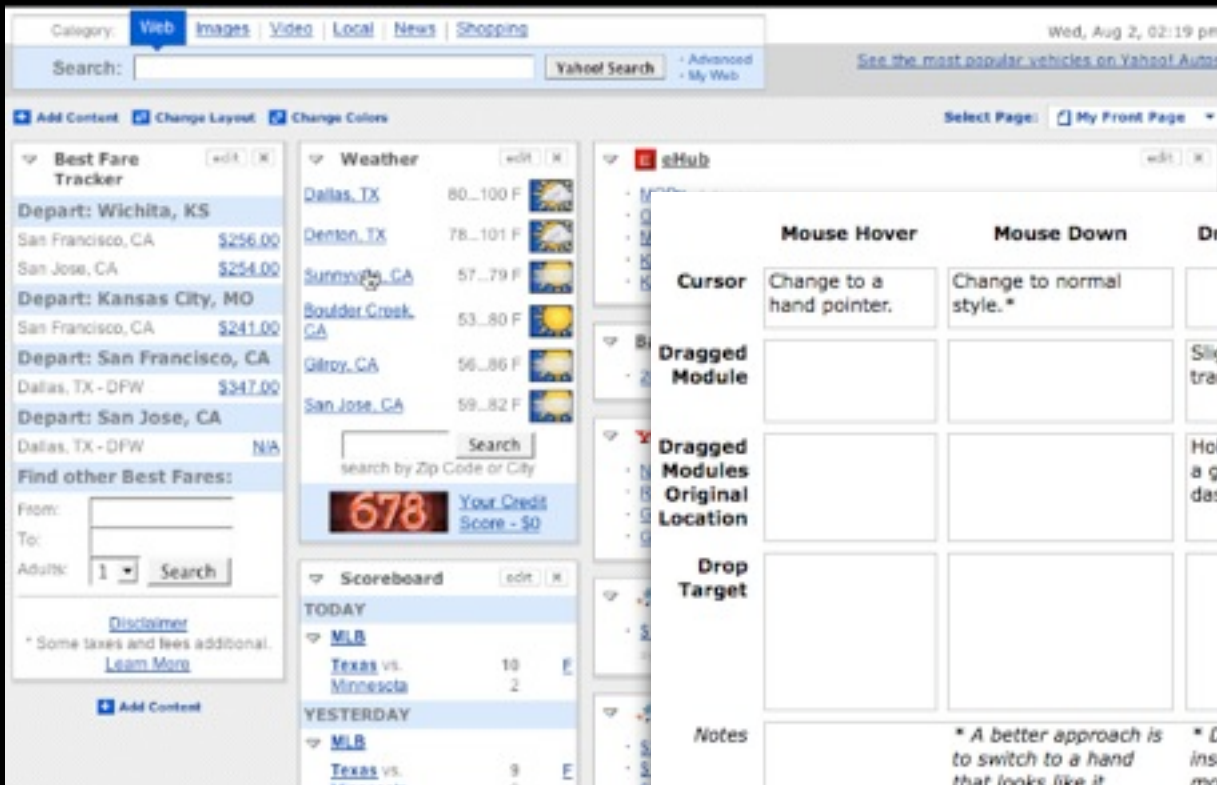 Category: Web Images | Video | Local | News | Shopping
Wed, Aug 2, 02:19 pm
Search: Yahoo! Search
- Advanced
- My Web
See the most popular vehicles on Yahoo! Autos
Add Content Change Layout Change Colors
Select Page: My Front Page
Best Fare Tracker edit
Depart: Wichita, KS
San Francisco, CA $256.00
San Jose, CA $254.00
Depart: Kansas City, MO
San Francisco, CA $241.00
Depart: San Francisco, CA
Dallas, TX - DFW $347.00
Depart: San Jose, CA
Dallas, TX - DFW N/A
Find other Best Fares:
From:
To:
Adults: 1 Search
Disclaimer
* Some taxes and fees additional.
Learn More
Add Content
Weather edit
Dallas, TX 80...100 F
Denton, TX 78...101 F
Sunnyvale, CA 57...79 F
Boulder Creek, CA 53..80 F
Gilroy, CA 56...86 F
San Jose, CA 59...82 F
Search
search by Zip Code or City
678 Your Credit
Score - $0
Scoreboard edit
TODAY
MLB
Texas vs. 10 F
Minnesota 2
YESTERDAY
MLB
Texas vs. 9 F
eHub edit
Mouse Hover Mouse Down
Cursor
Change to a
hand pointer.
Change to normal
style.*
Dragged
Module
Dragged
Modules
Original
Location
Drop
Target
Notes
* A better approach is
to switch to a hand
that looks like it